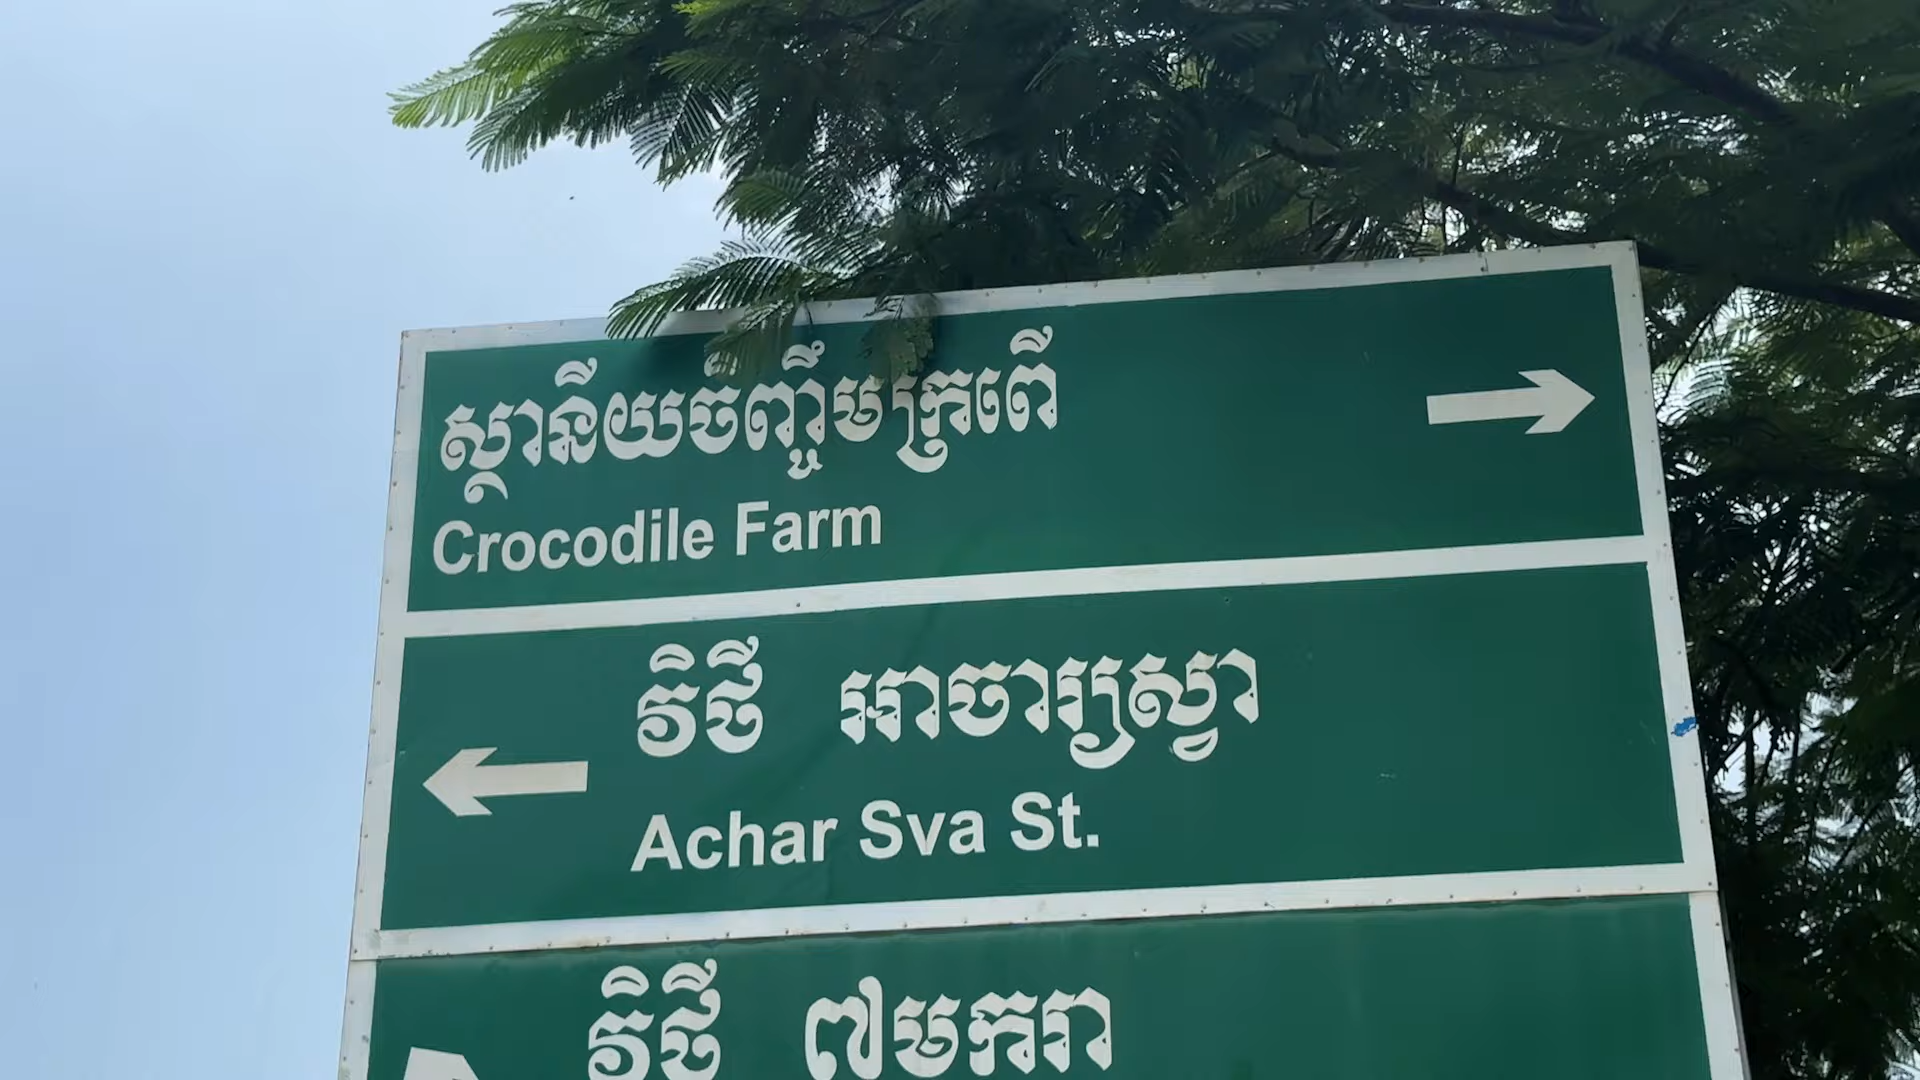 ស្ថានីយចិញ្ចឹមក្រពើ
Crocodile Farm
វិថី អាចារ្យស្វា
Achar Sva St.
វិថី ៧មករា